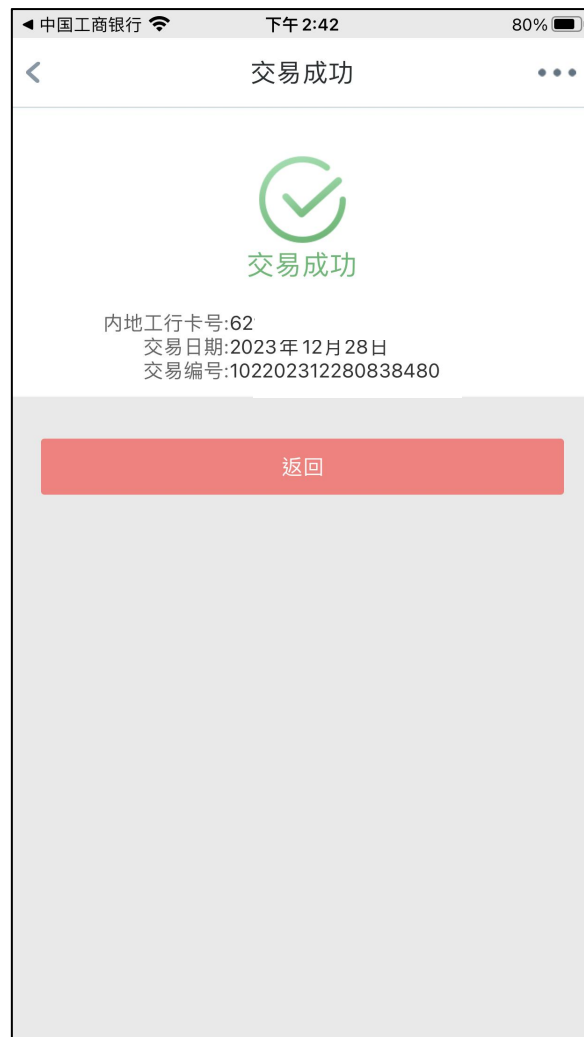 ◀ 中国工商银行 下午 2:42 80%
交易成功
交易成功
内地工行卡号:62
交易日期:2023年12月28日
交易编号:102202312280838480
返回